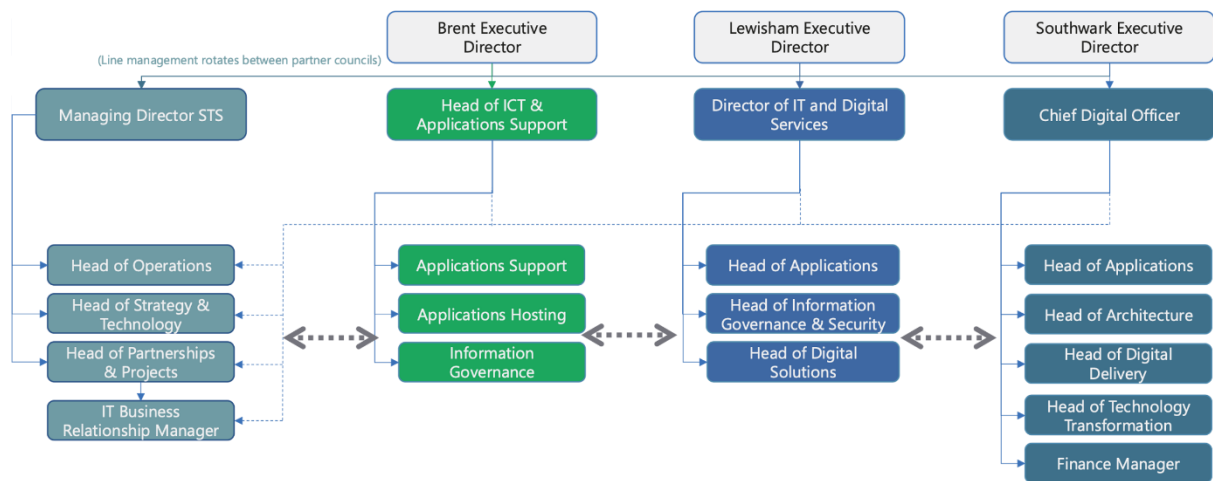 Brent Executive
Director
Lewisham Executive
Director
Southwark Executive
Director
(Line management rotates between partner councils)
Managing Director STS
Head of ICT &
Applications Support
Director of IT and Digital
Services
Chief Digital Officer
Head of Operations
Head of Strategy &
Technology
Head of Partnerships
& Projects
IT Business
Relationship Manager
Applications Support
Applications Hosting
Information
Governance
Head of Applications
Head of Information
Governance & Security
Head of Digital
Solutions
Head of Applications
Head of Architecture
Head of Digital
Delivery
Head of Technology
Transformation
Finance Manager